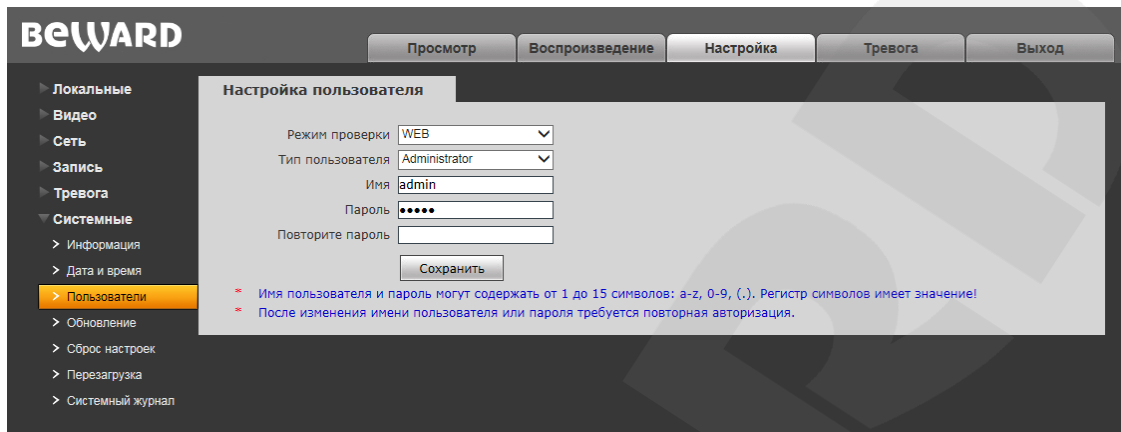 BEWARD
Просмотр Воспроизведение Настройка Тревога Выход
Локальные
Видео
Сеть
Запись
Тревога
Системные
Информация
Дата и время
Пользователи
Обновление
Сброс настроек
Перезагрузка
Системный журнал
Настройка пользователя
Режим проверки WEB
Тип пользователя Administrator
Имя admin
Пароль •••••
Повторите пароль
Сохранить
* Имя пользователя и пароль могут содержать от 1 до 15 символов: a-z, 0-9, (.). Регистр символов имеет значение!
* После изменения имени пользователя или пароля требуется повторная авторизация.